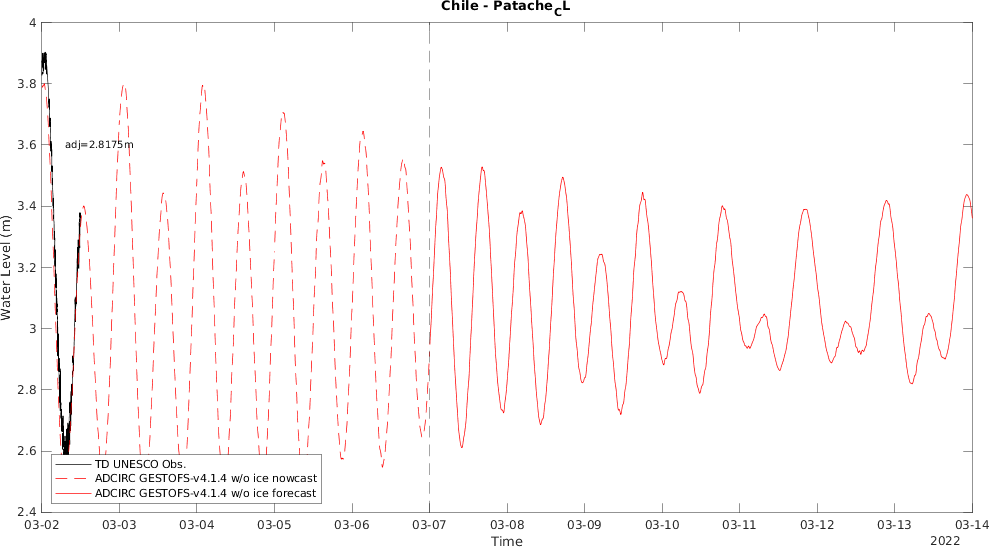 Chile - Patache_CL
4
3.8
3.6
3.4
3.2
3
2.8
2.6
2.4
Water Level (m)
adj=2.8175m
TD UNESCO Obs.
ADCIRC GESTOFS-v4.1.4 w/o ice nowcast
ADCIRC GESTOFS-v4.1.4 w/o ice forecast
03-02 03-03 03-04 03-05 03-06 03-07 03-08 03-09 03-10 03-11 03-12 03-13 03-14
Time
2022